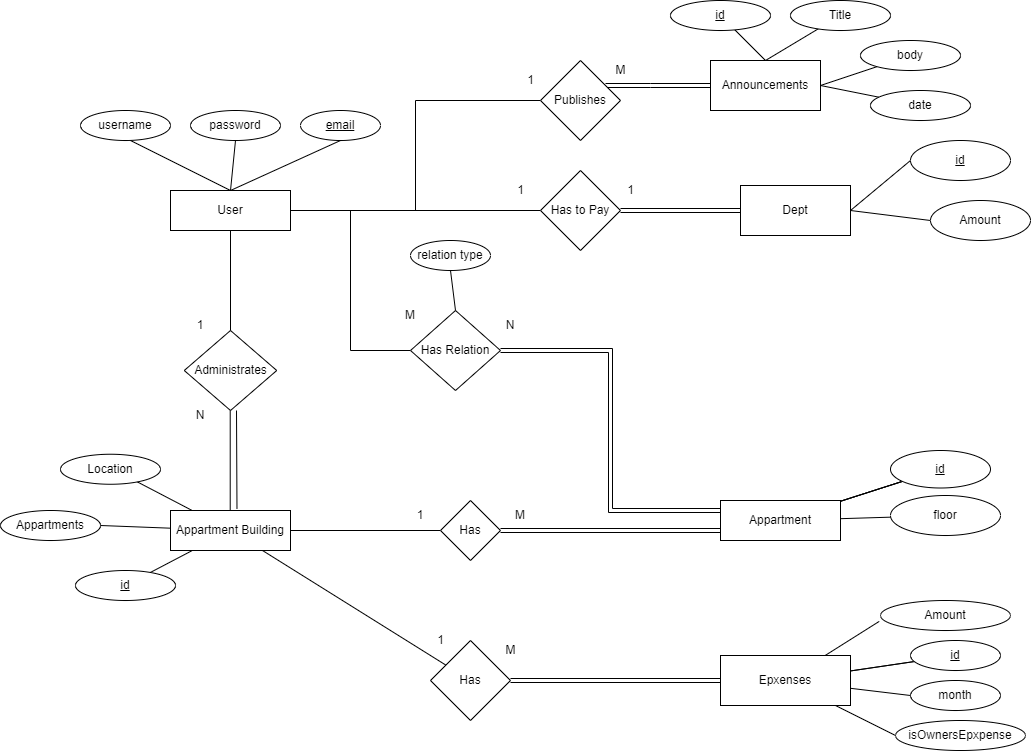 id
Title
body
date
Announcements
M
Publishes
1
username
password
email
User
1
Has to Pay
1
Dept
id
Amount
relation type
M
N
Has Relation
1
Administrates
N
Location
Appartments
Appartment Building
id
1
Has
M
Appartment
id
floor
1
Has
M
Epxenses
Amount
id
month
isOwnersEpxpense